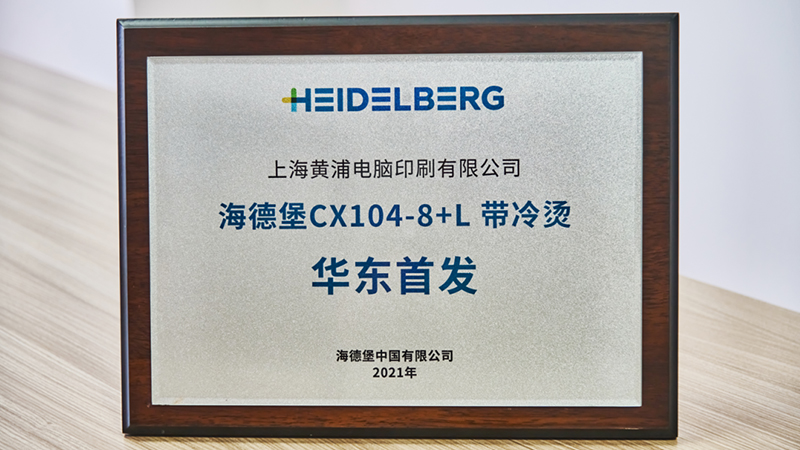 HEIDELBERG
上海黄浦电脑印刷有限公司
海德堡CX104-8+L 带冷烫
华东首发
海德堡中国有限公司
2021年